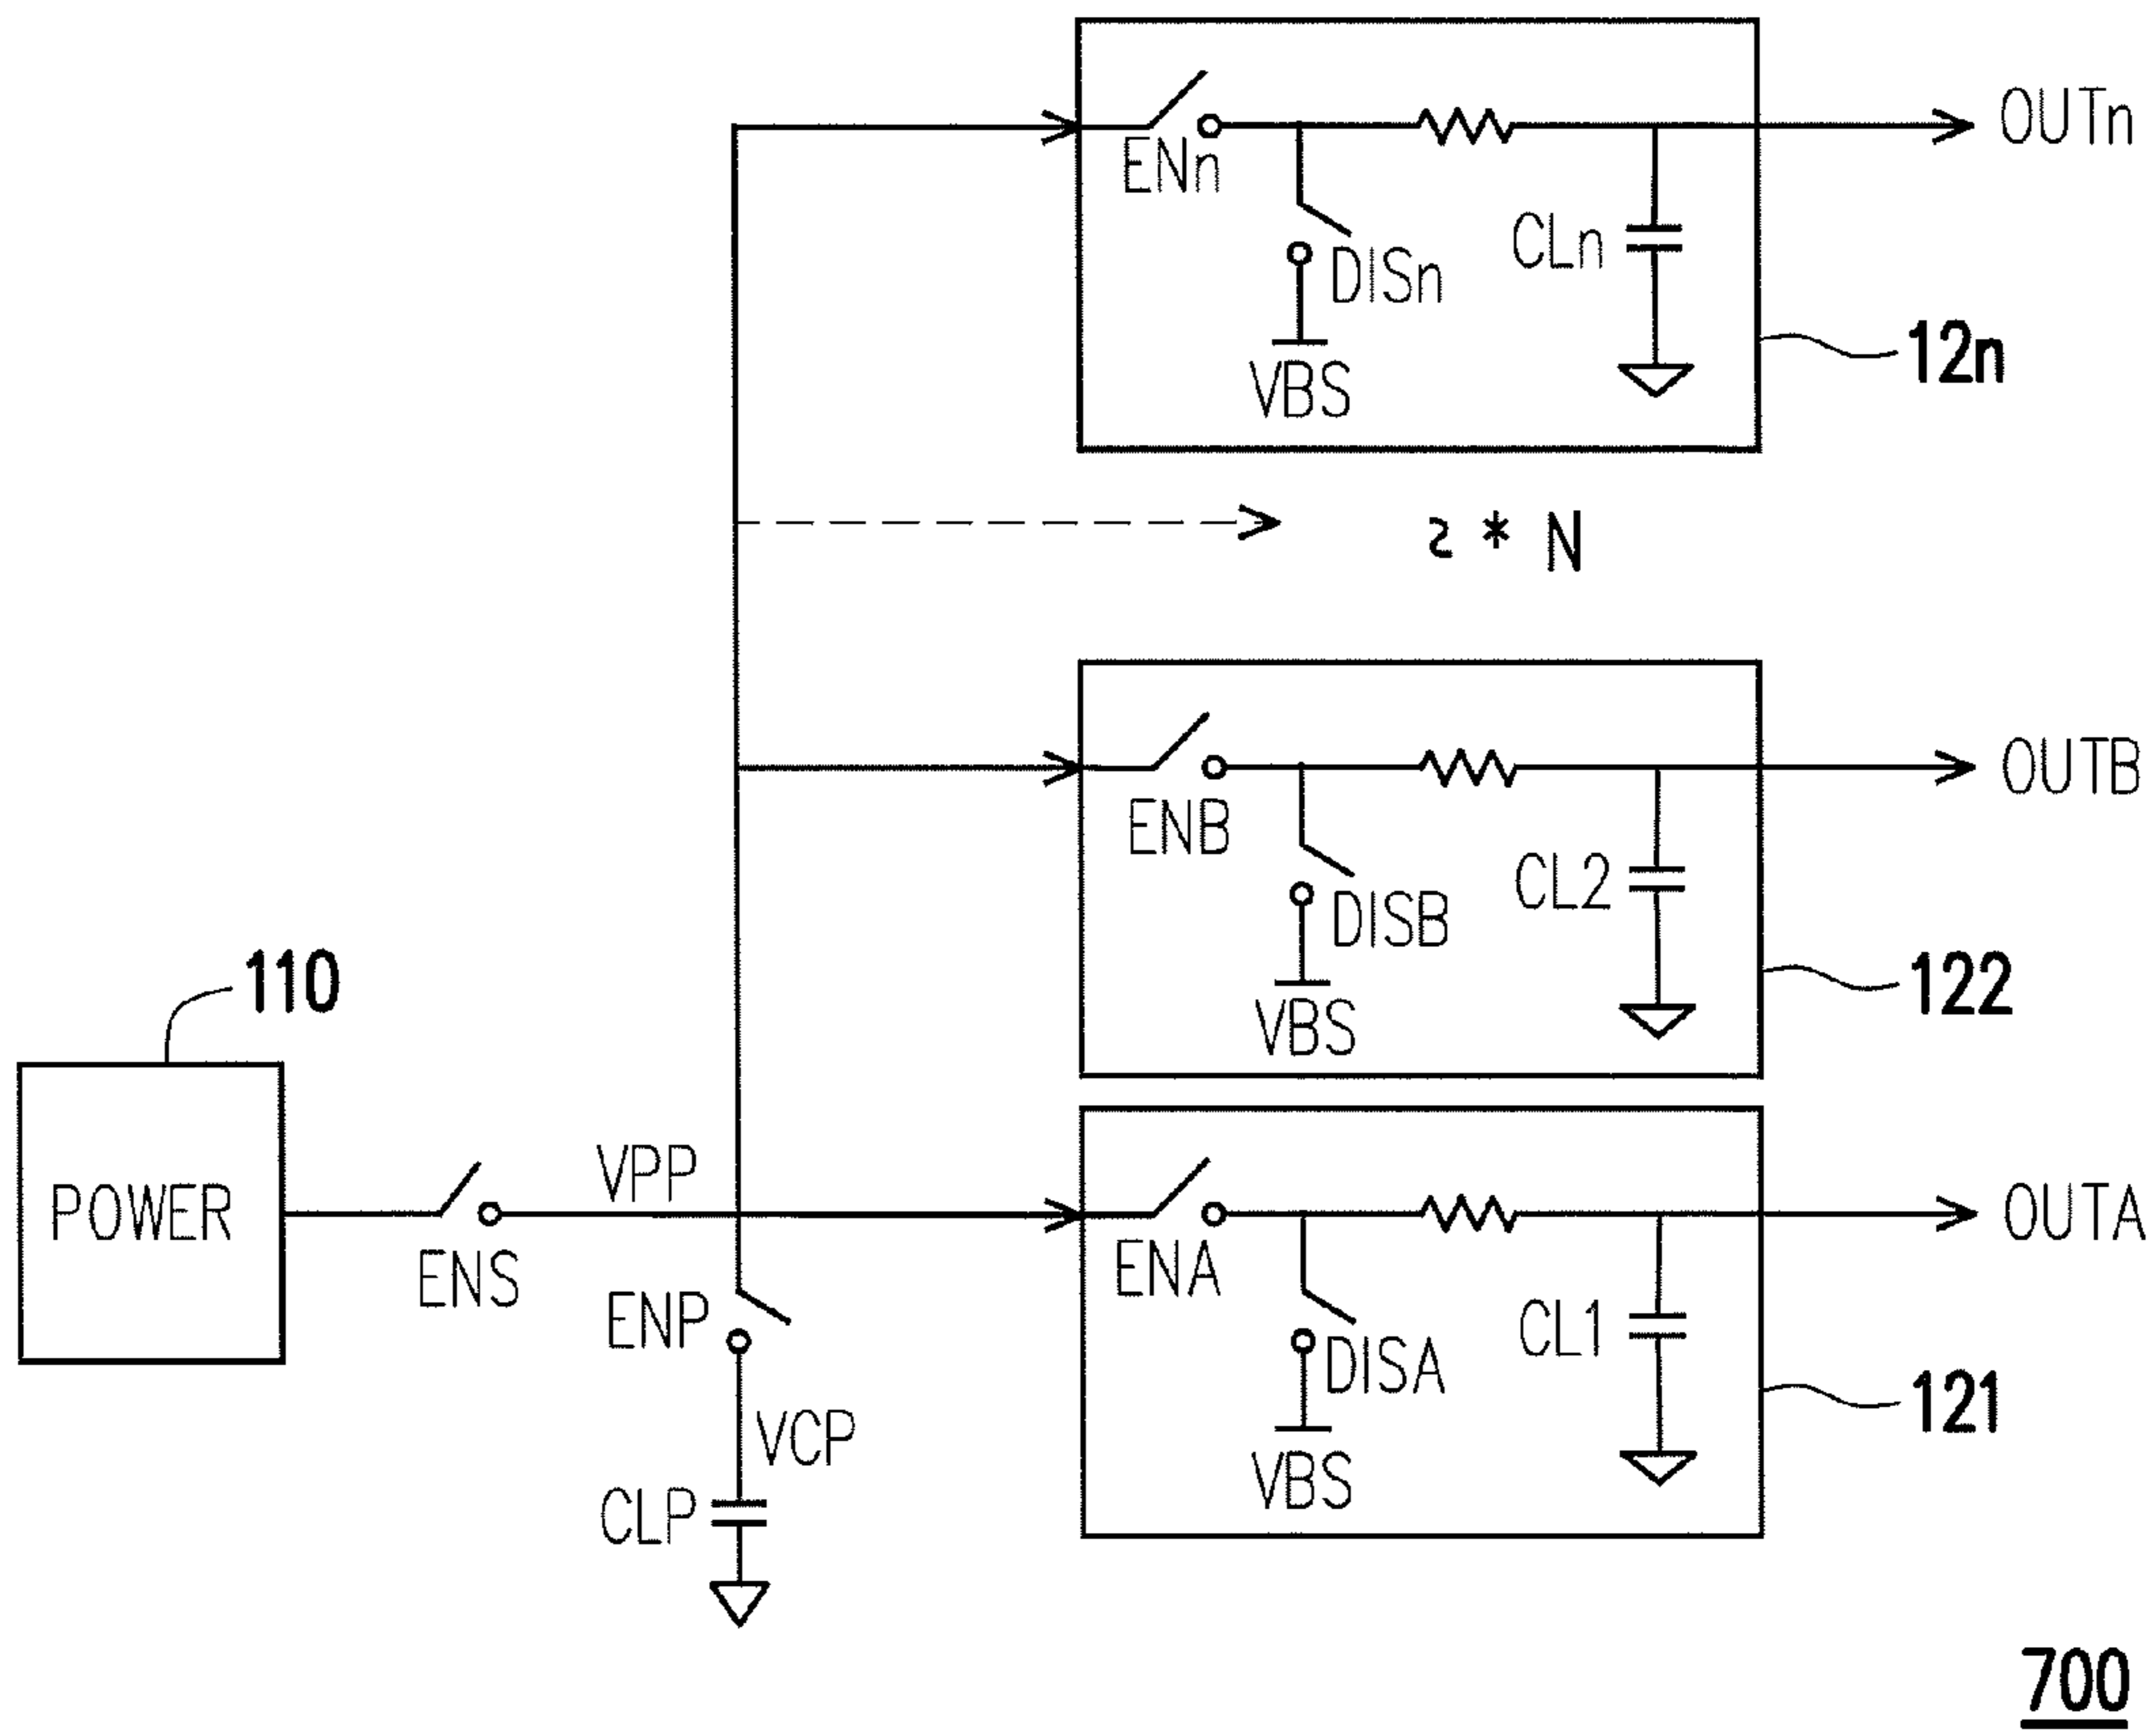 OUTn
ENn
DISn
CLn
VBS
12n
* N
OUTB
ENB
DISB
CL2
VBS
122
110
POWER
ENS
VPP
ENP
VCP
CLP
OUTA
ENA
DISA
CL1
VBS
121
700